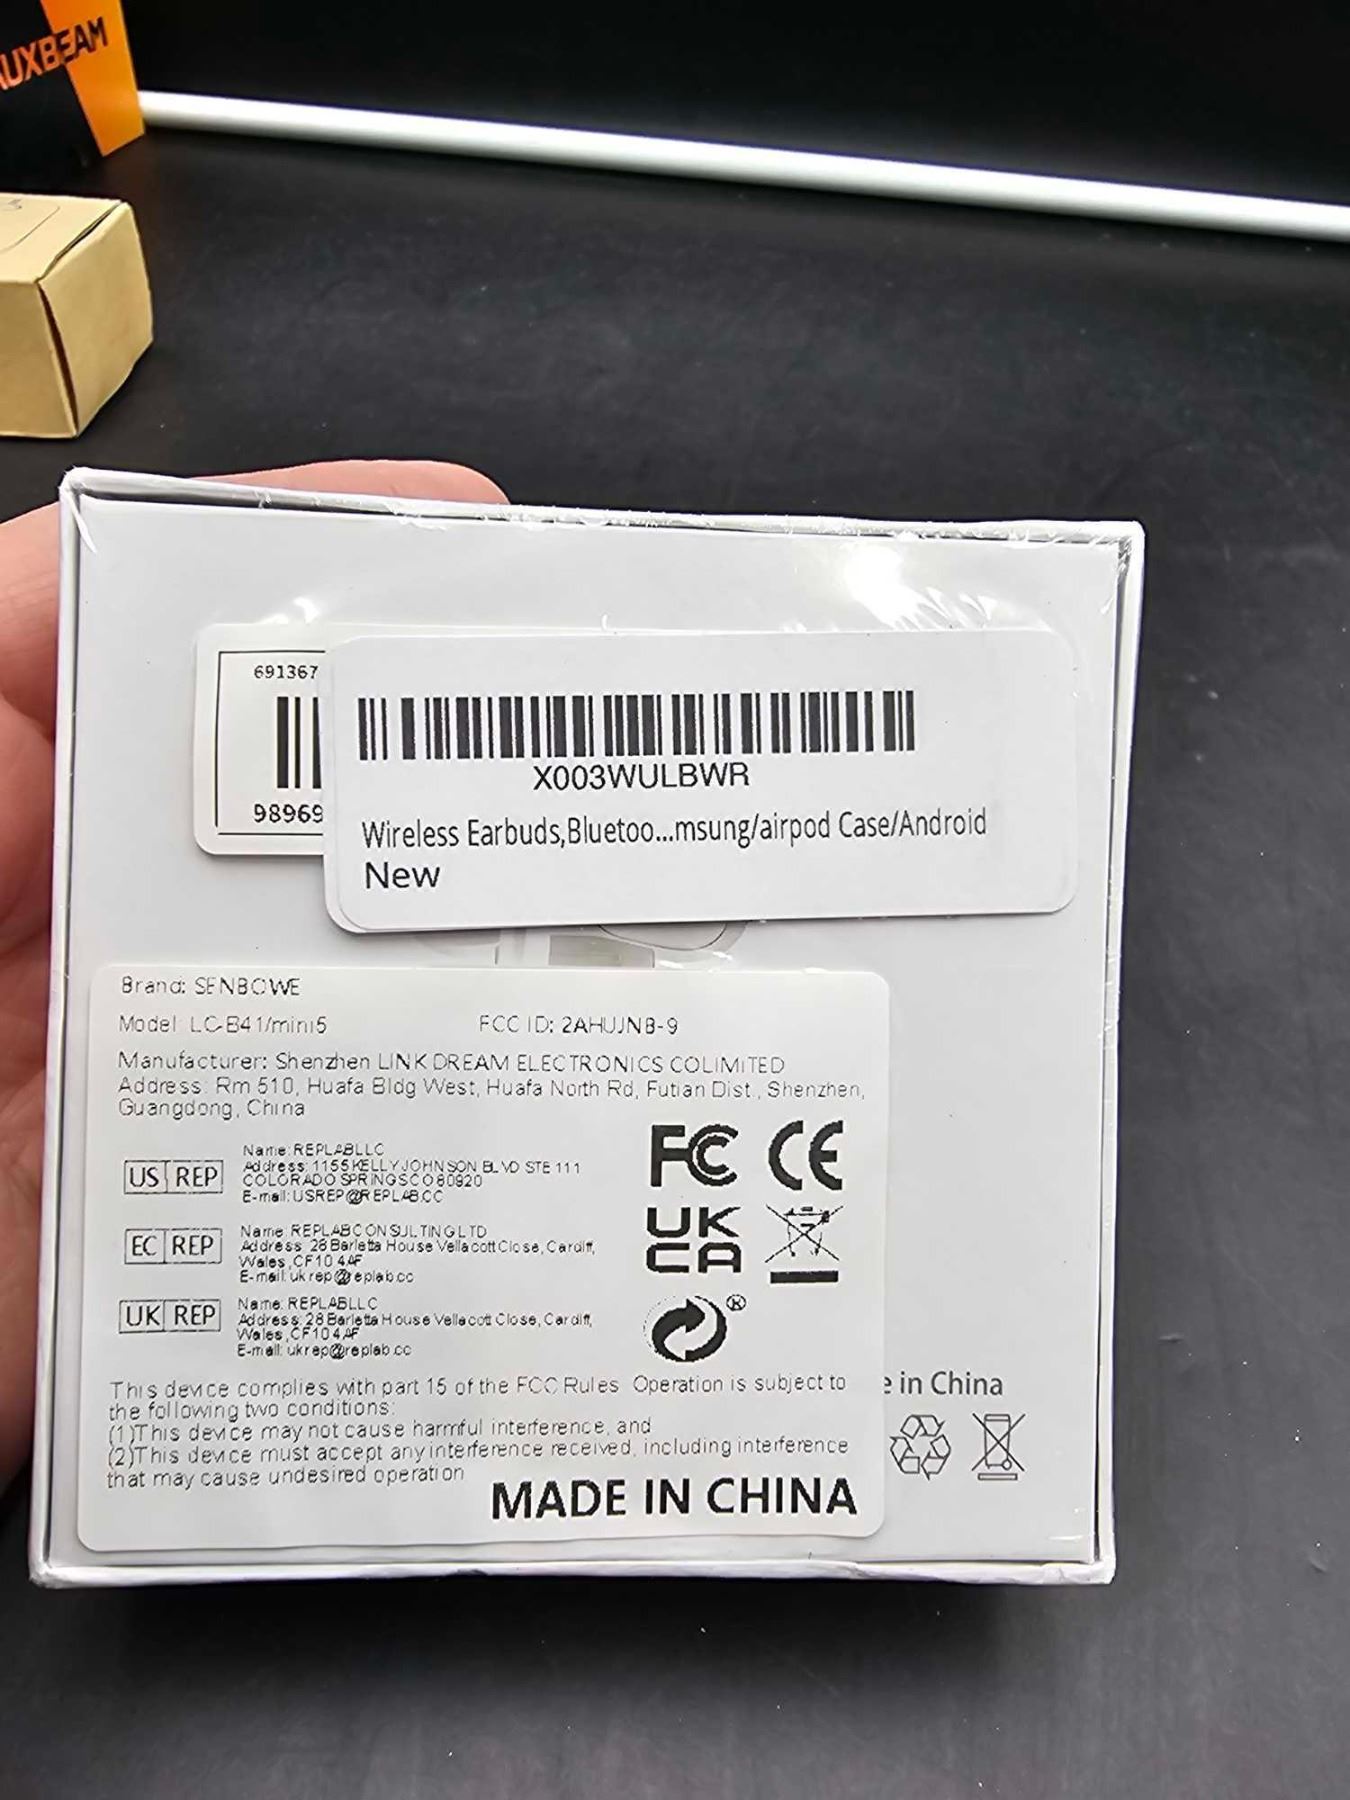 AUXBEAM
691367
98969
X003WULBWR
Wireless Earbuds,Bluetoo...msung/airpod Case/Android
New
Brand: SENBOWE
Model: LC-B41/mini5 FCC ID: 2AHUJNB-9
Manufacturer: Shenzhen LINK DREAM ELECTRONICS COLIMITED
Address: Rm 510, Huafa Bldg West, Huafa North Rd, Futian Dist., Shenzhen,
Guangdong, China
FC CE
US REP
Name: REPLABLLC
Address: 1155KELLYJOHNSON BLVD STE 111
COLORADOSPRINGSCO80920
E-mail: USREP@REPLAB.CC
UK
CA
EC REP
Name: REPLABCONSULTINGLTD
Address: 28 Barletta House Vellacott Close, Cardiff,
Wales,CF10 4AF
E-mail: ukrep@replab.cc
UK REP
Name: REPLABLLC
Address: 28 Barletta House Vellacott Close, Cardiff,
Wales,CF104AF
E-mail: ukrep@replab.cc
®
This device complies with part 15 of the FCC Rules. Operation is subject to
the following two conditions:
(1)This device may not cause harmful interference, and
(2)This device must accept any interference received, including interference
that may cause undesired operation
MADE IN CHINA
e in China